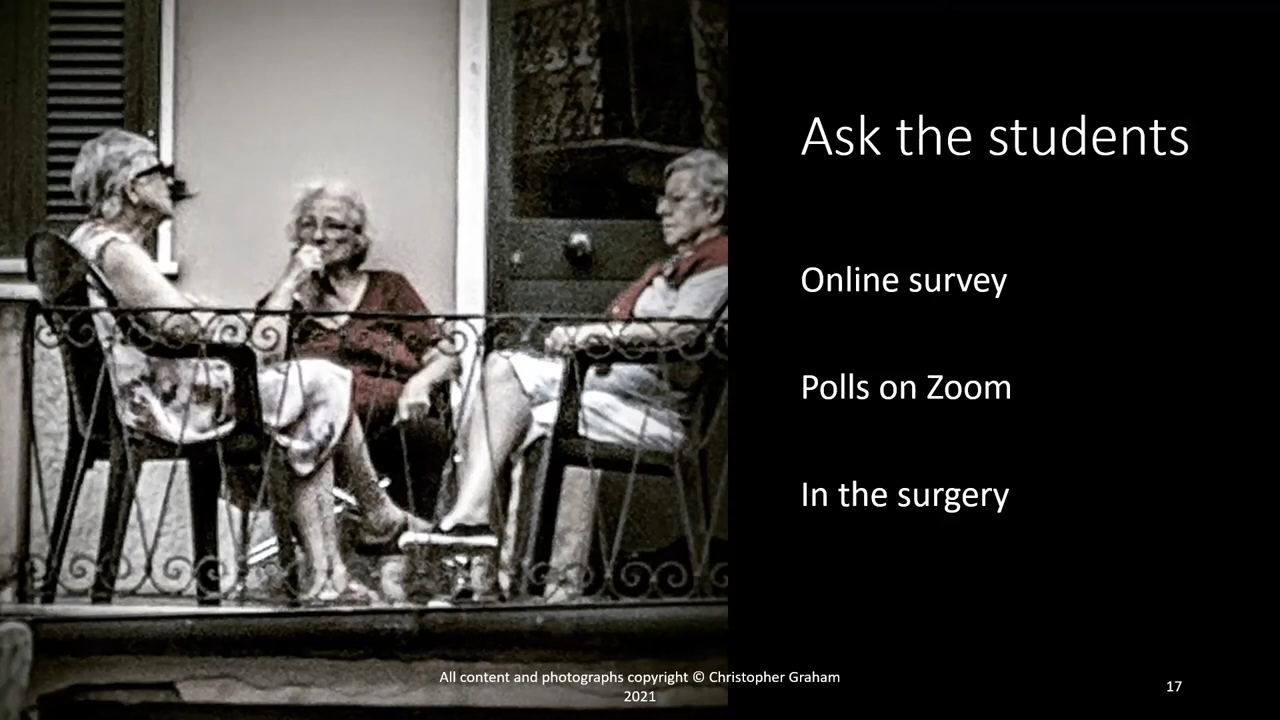 Ask the students
Online survey
Polls on Zoom
In the surgery
All content and photographs copyright © Christopher Graham
2021
17